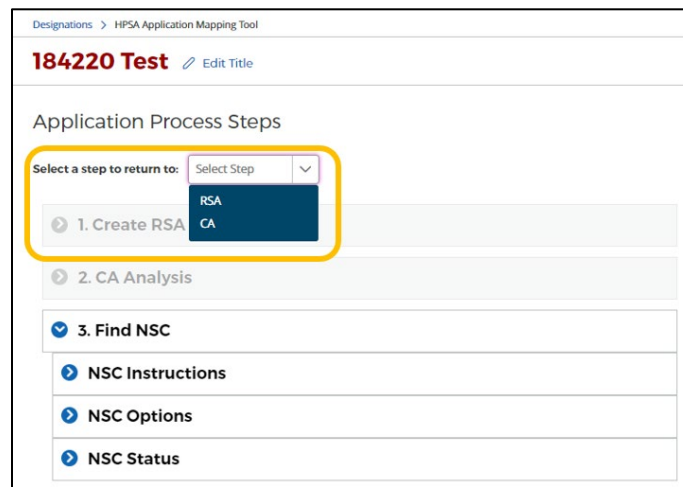 Designations > HPSA Application Mapping Tool
184220 Test Edit Title
Application Process Steps
Select a step to return to: Select Step
RSA
CA
1. Create RSA
2. CA Analysis
3. Find NSC
NSC Instructions
NSC Options
NSC Status